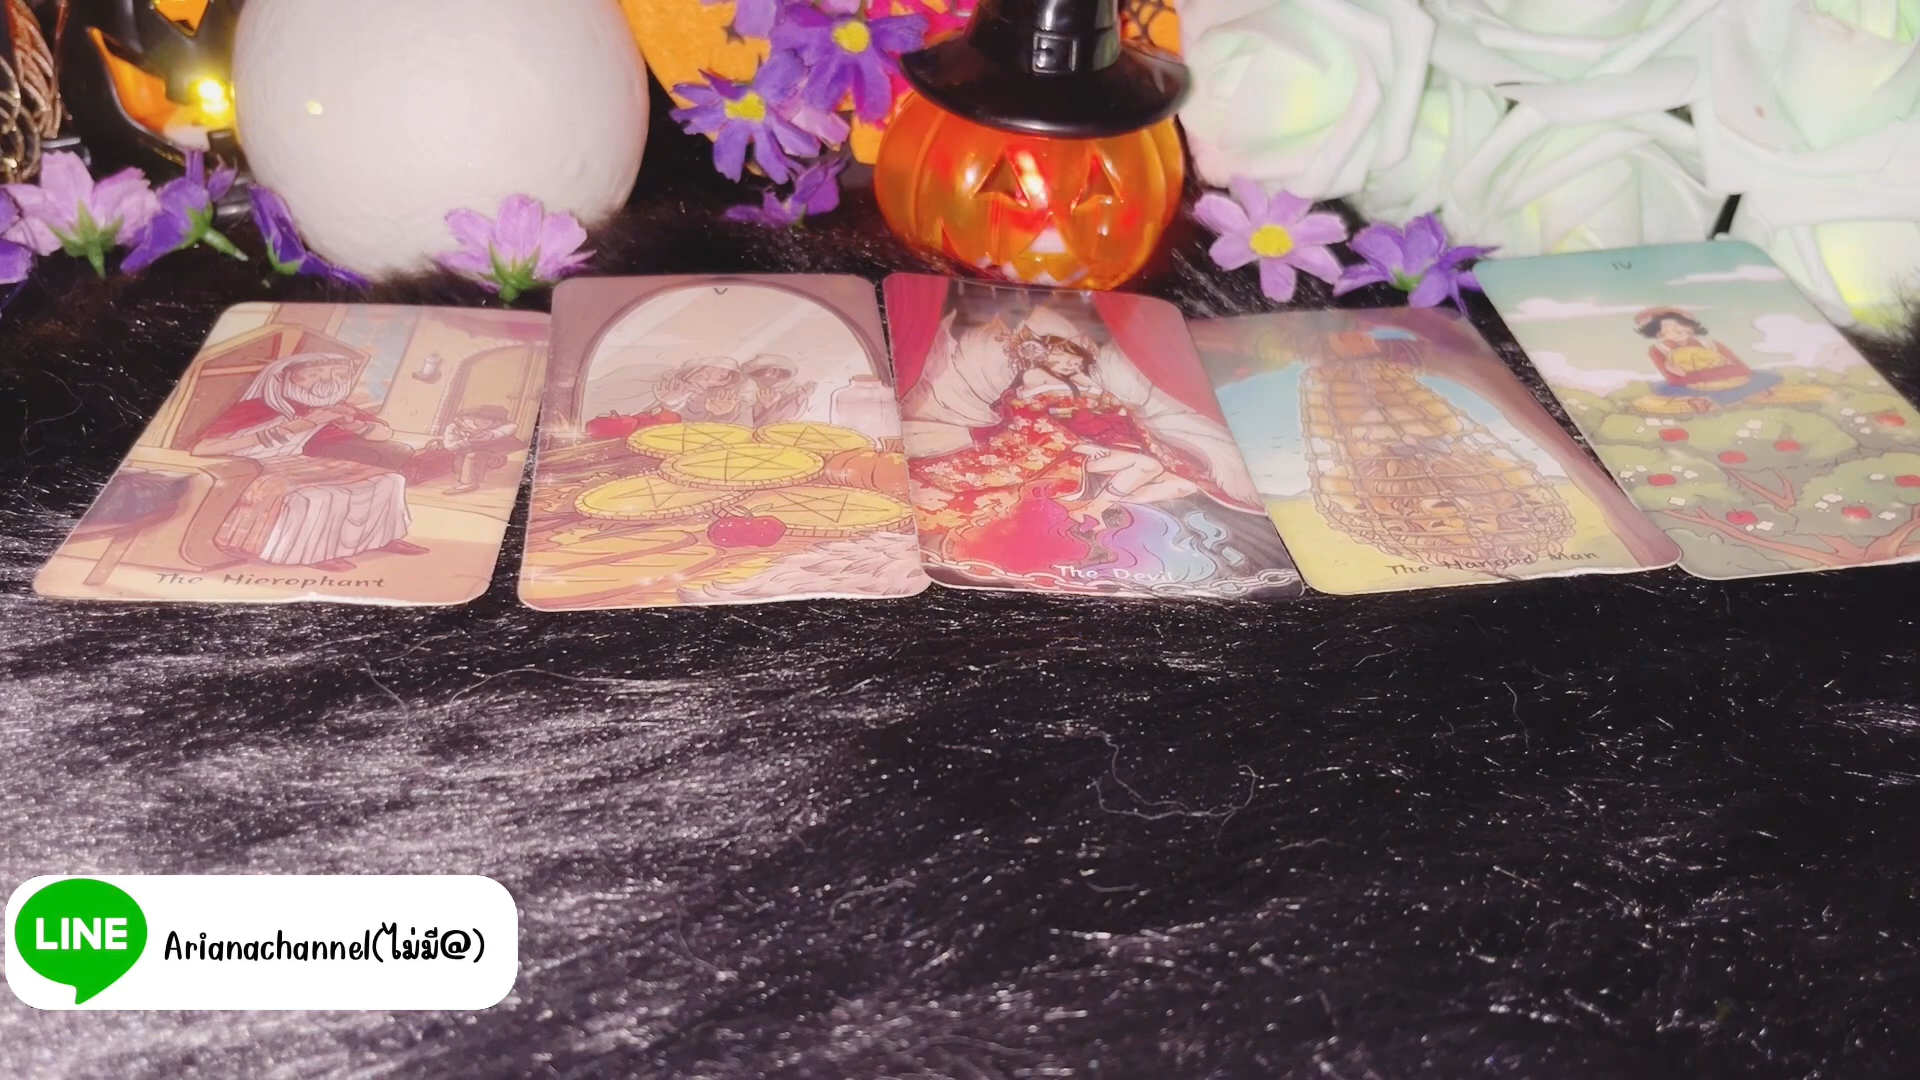 V
IV
The Hierophant
The Devil
The Hanged Man
LINE
Arianachannel(ไม่มี@)